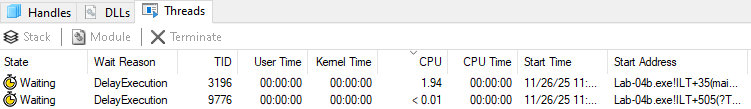 Handles DLLs Threads
Stack Module Terminate
State Wait Reason TID User Time Kernel Time CPU CPU Time Start Time Start Address
Waiting DelayExecution 3196 00:00:00 00:00:00 1.94 00:00:00 11/26/25 11:... Lab-04b.exe!ILT+35(mai...
Waiting DelayExecution 9776 00:00:00 00:00:00 < 0.01 00:00:00 11/26/25 11:... Lab-04b.exe!ILT+505(?T...